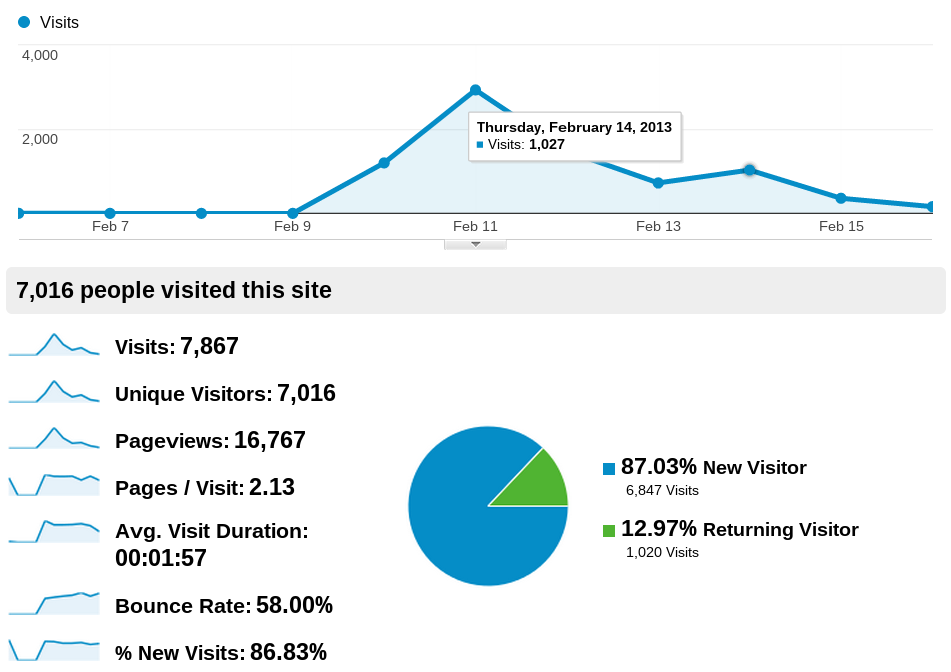 Visits
4,000
2,000
Thursday, February 14, 2013
Visits: 1,027
Feb 7
Feb 9
Feb 11
Feb 13
Feb 15
7,016 people visited this site
Visits: 7,867
Unique Visitors: 7,016
Pageviews: 16,767
Pages / Visit: 2.13
Avg. Visit Duration:
00:01:57
Bounce Rate: 58.00%
% New Visits: 86.83%
87.03% New Visitor
6,847 Visits
12.97% Returning Visitor
1,020 Visits